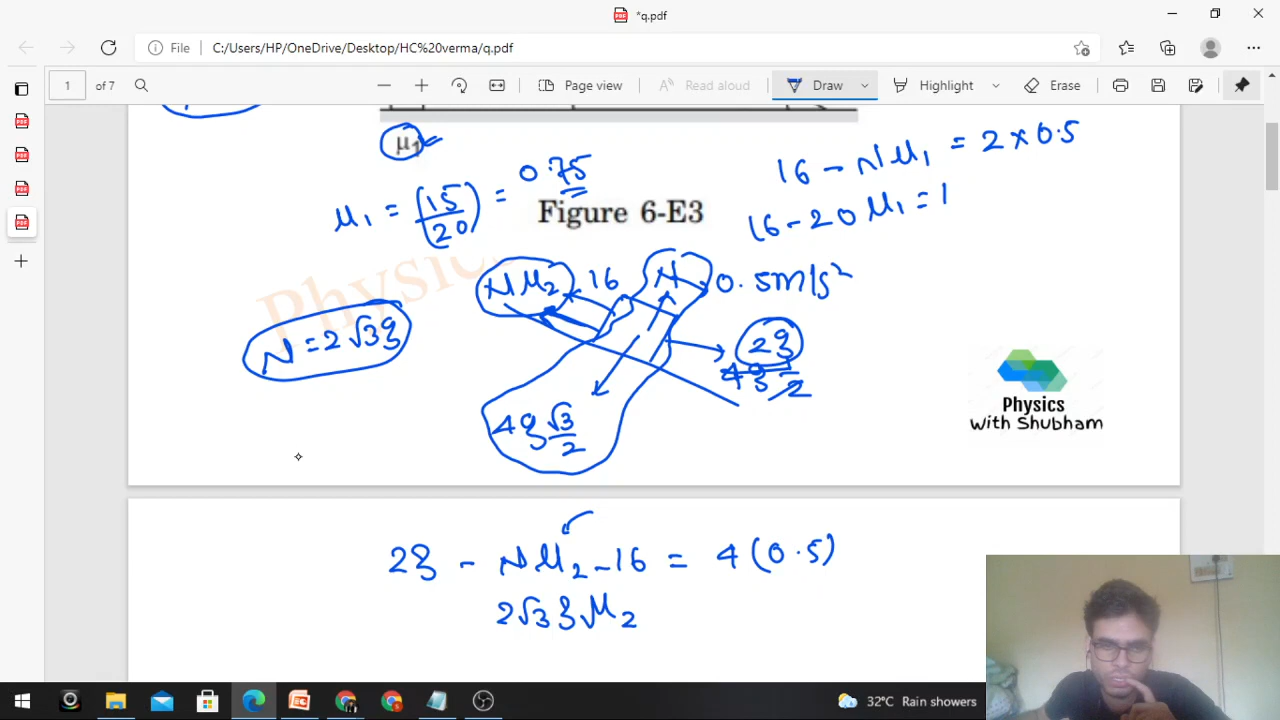 *q.pdf
File C:/Users/HP/OneDrive/Desktop/HC%20verma/q.pdf
1 of 7 Page view Read aloud Draw Highlight Erase
μ₁
μ₁ = (15/20) = 0.75
16 - Nμ₁ = 2 × 0.5
16 - 20 μ₁ = 1
Figure 6-E3
Physics
Nμ₂ 16 N 0.5m/s²
N = 2√3g
2g
4g/2
4g √3/2
Physics
With Shubham
2g - Nμ₂ - 16 = 4(0.5)
2√3gμ₂
32°C Rain showers